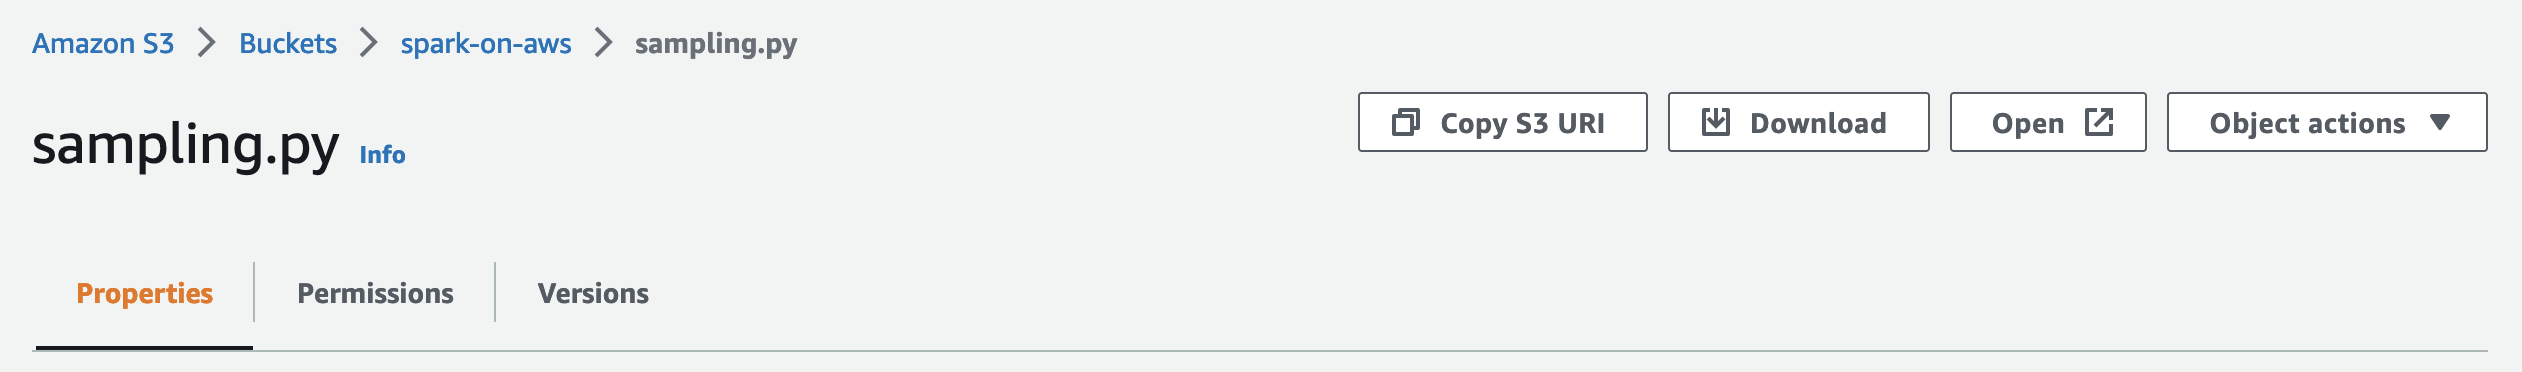 Amazon S3 > Buckets > spark-on-aws > sampling.py
sampling.py Info
Copy S3 URI Download Open Object actions
Properties Permissions Versions